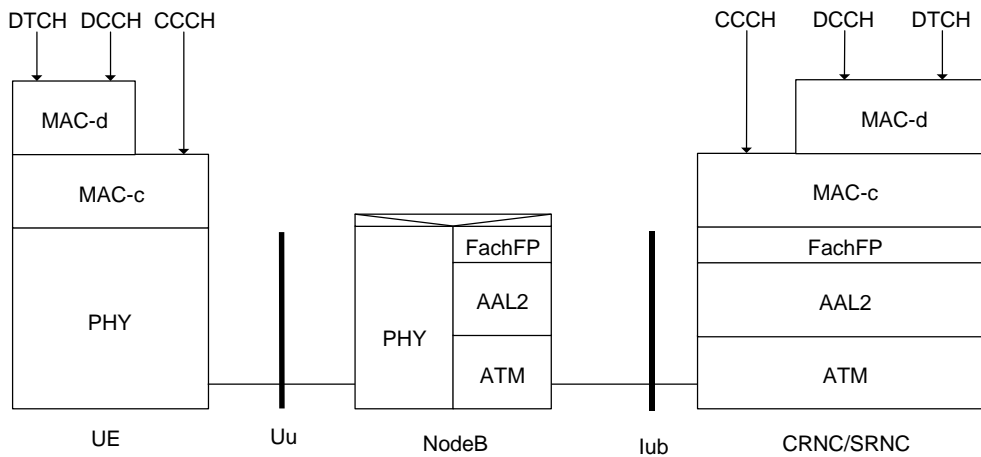 DTCH DCCH CCCH
CCCH DCCH DTCH
MAC-d
MAC-d
MAC-c
MAC-c
FachFP
FachFP
PHY
AAL2
AAL2
PHY
ATM
ATM
UE
Uu
NodeB
Iub
CRNC/SRNC